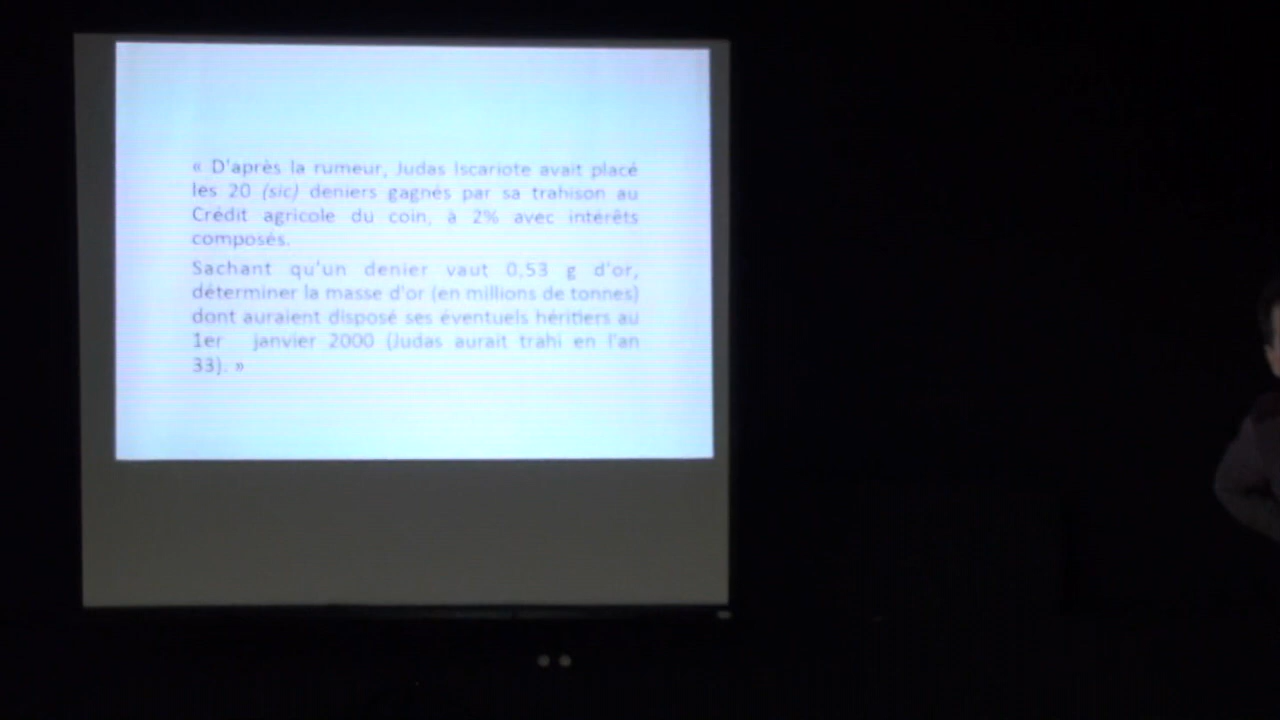 « D'après la rumeur, Judas Iscariote avait placé
les 20 (sic) deniers gagnés par sa trahison au
Crédit agricole du coin, à 2% avec intérêts
composés.
Sachant qu'un denier vaut 0,53 g d'or,
déterminer la masse d'or (en millions de tonnes)
dont auraient disposé ses éventuels héritiers au
1er janvier 2000 (Judas aurait trahi en l'an
33). »